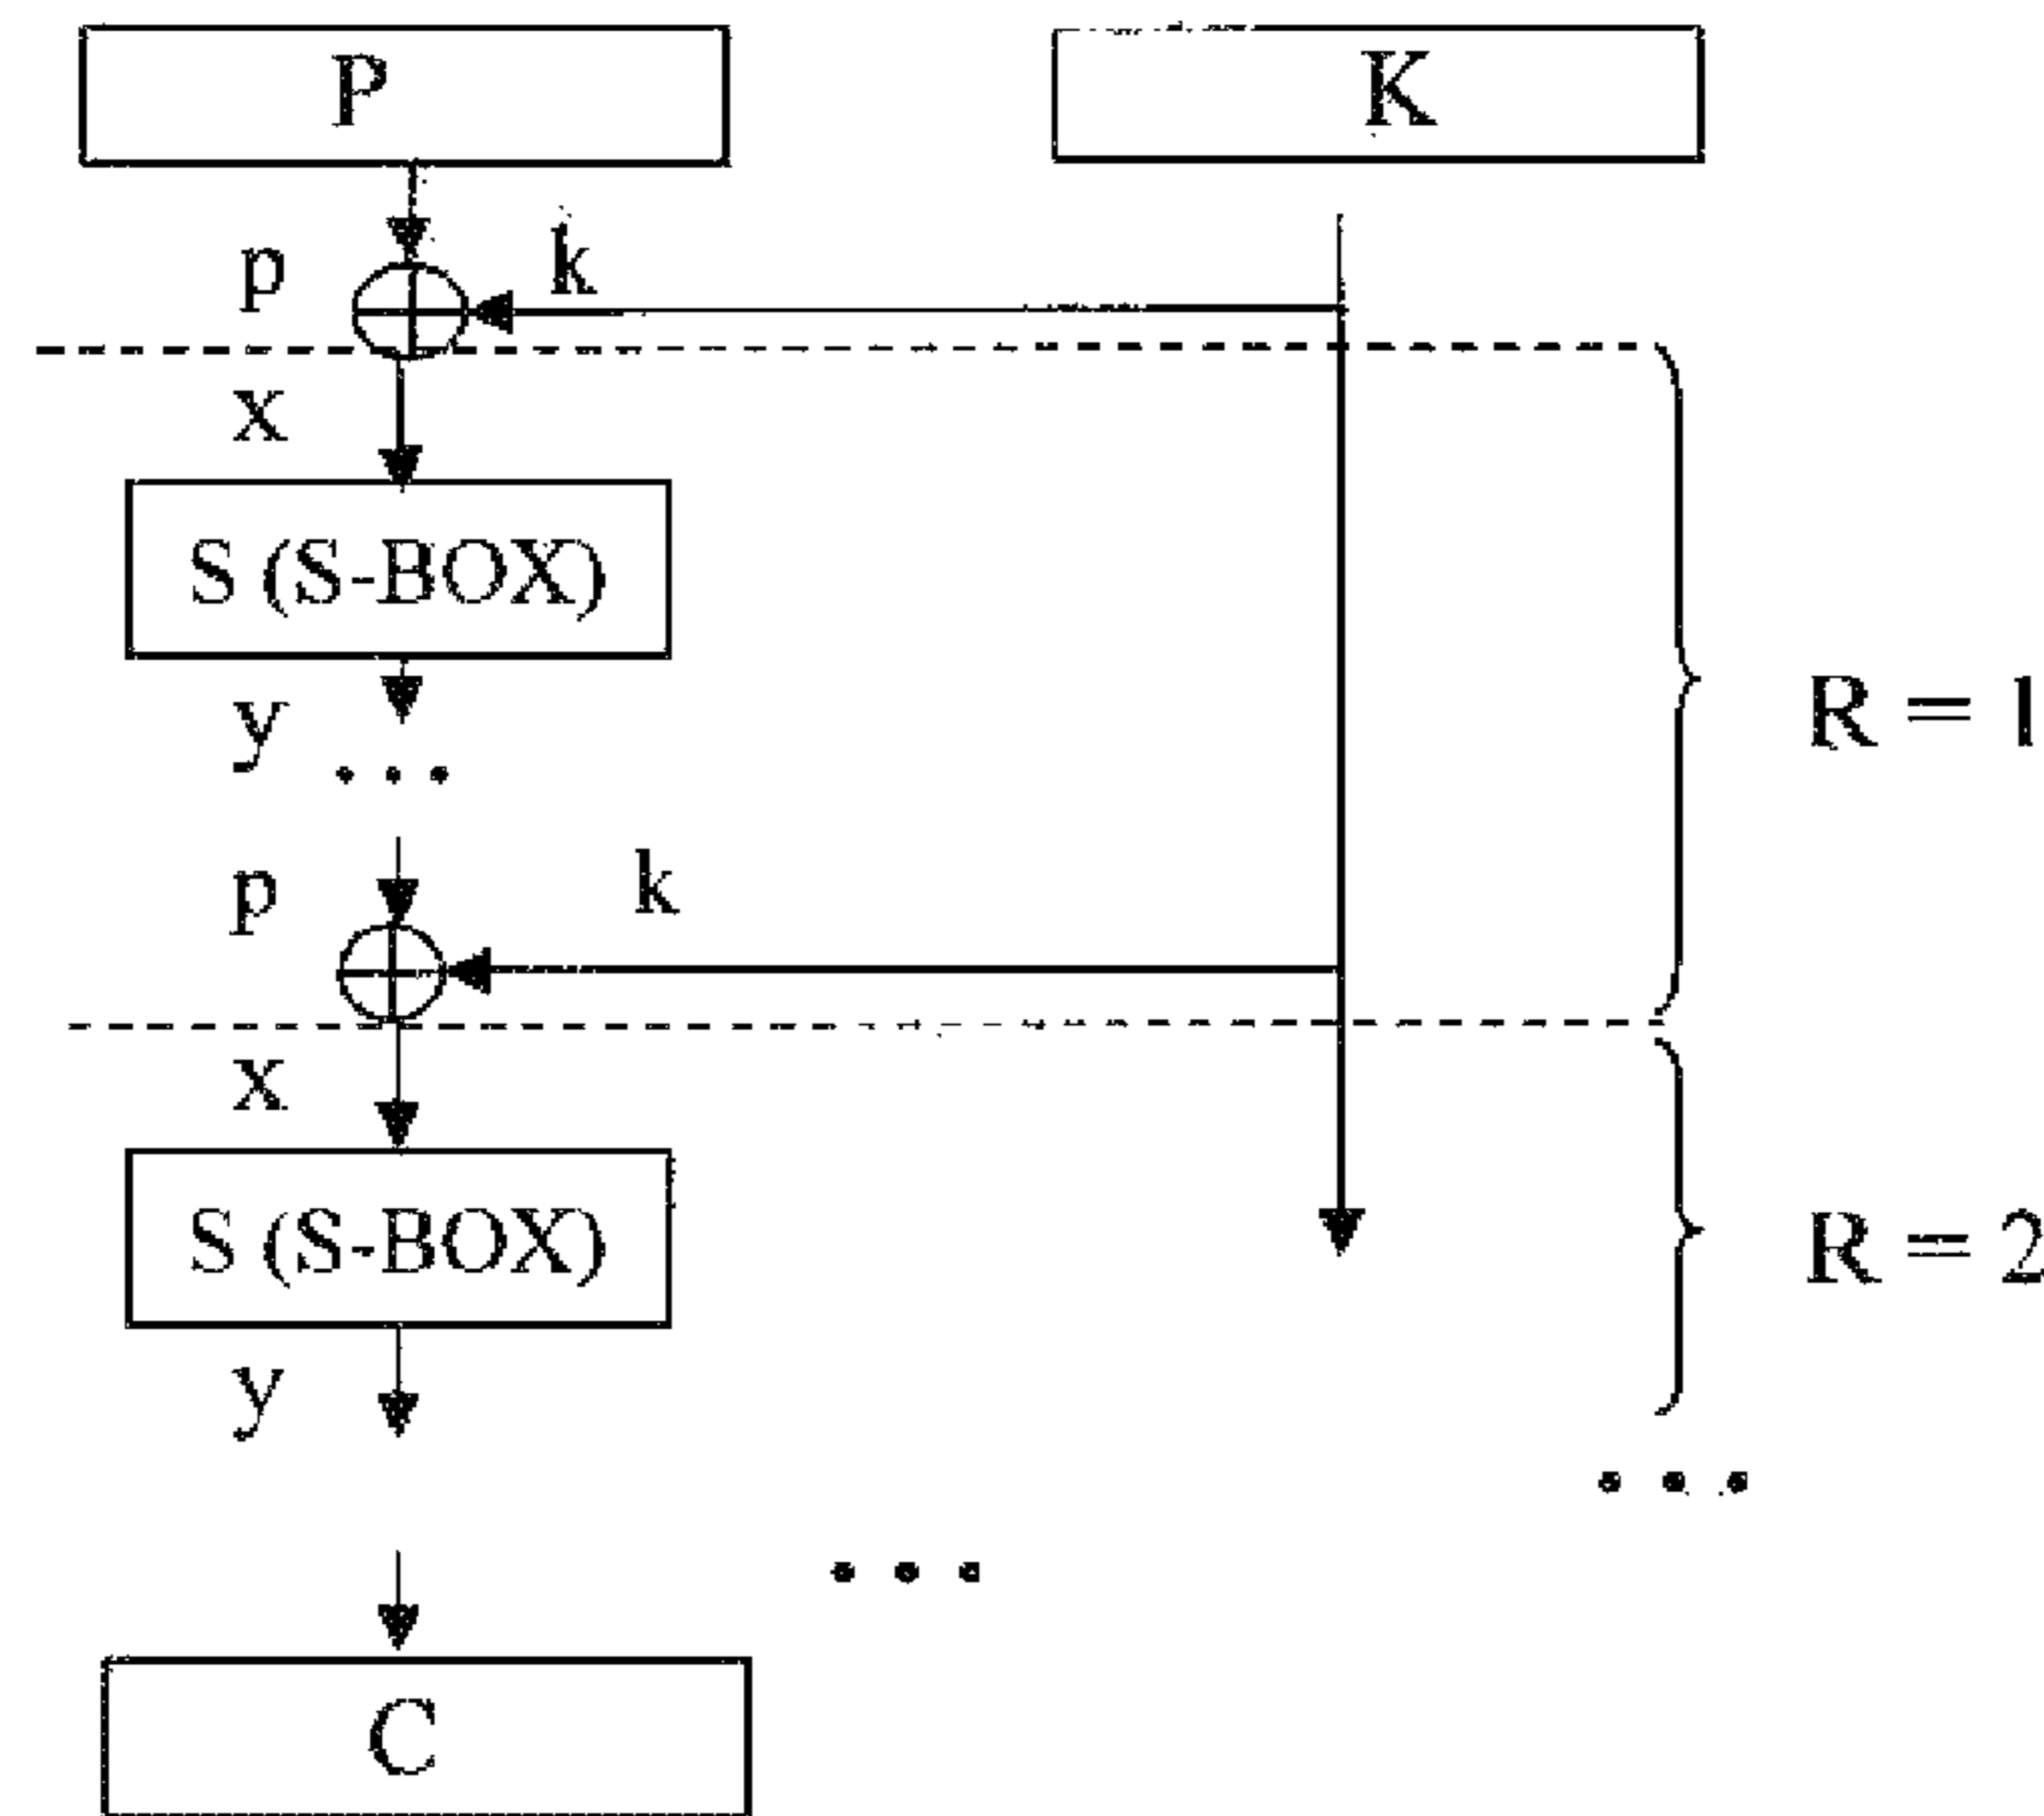 P
K
p
k
x
S (S-BOX)
R = 1
y
...
p
k
x
S (S-BOX)
R = 2
y
...
...
C